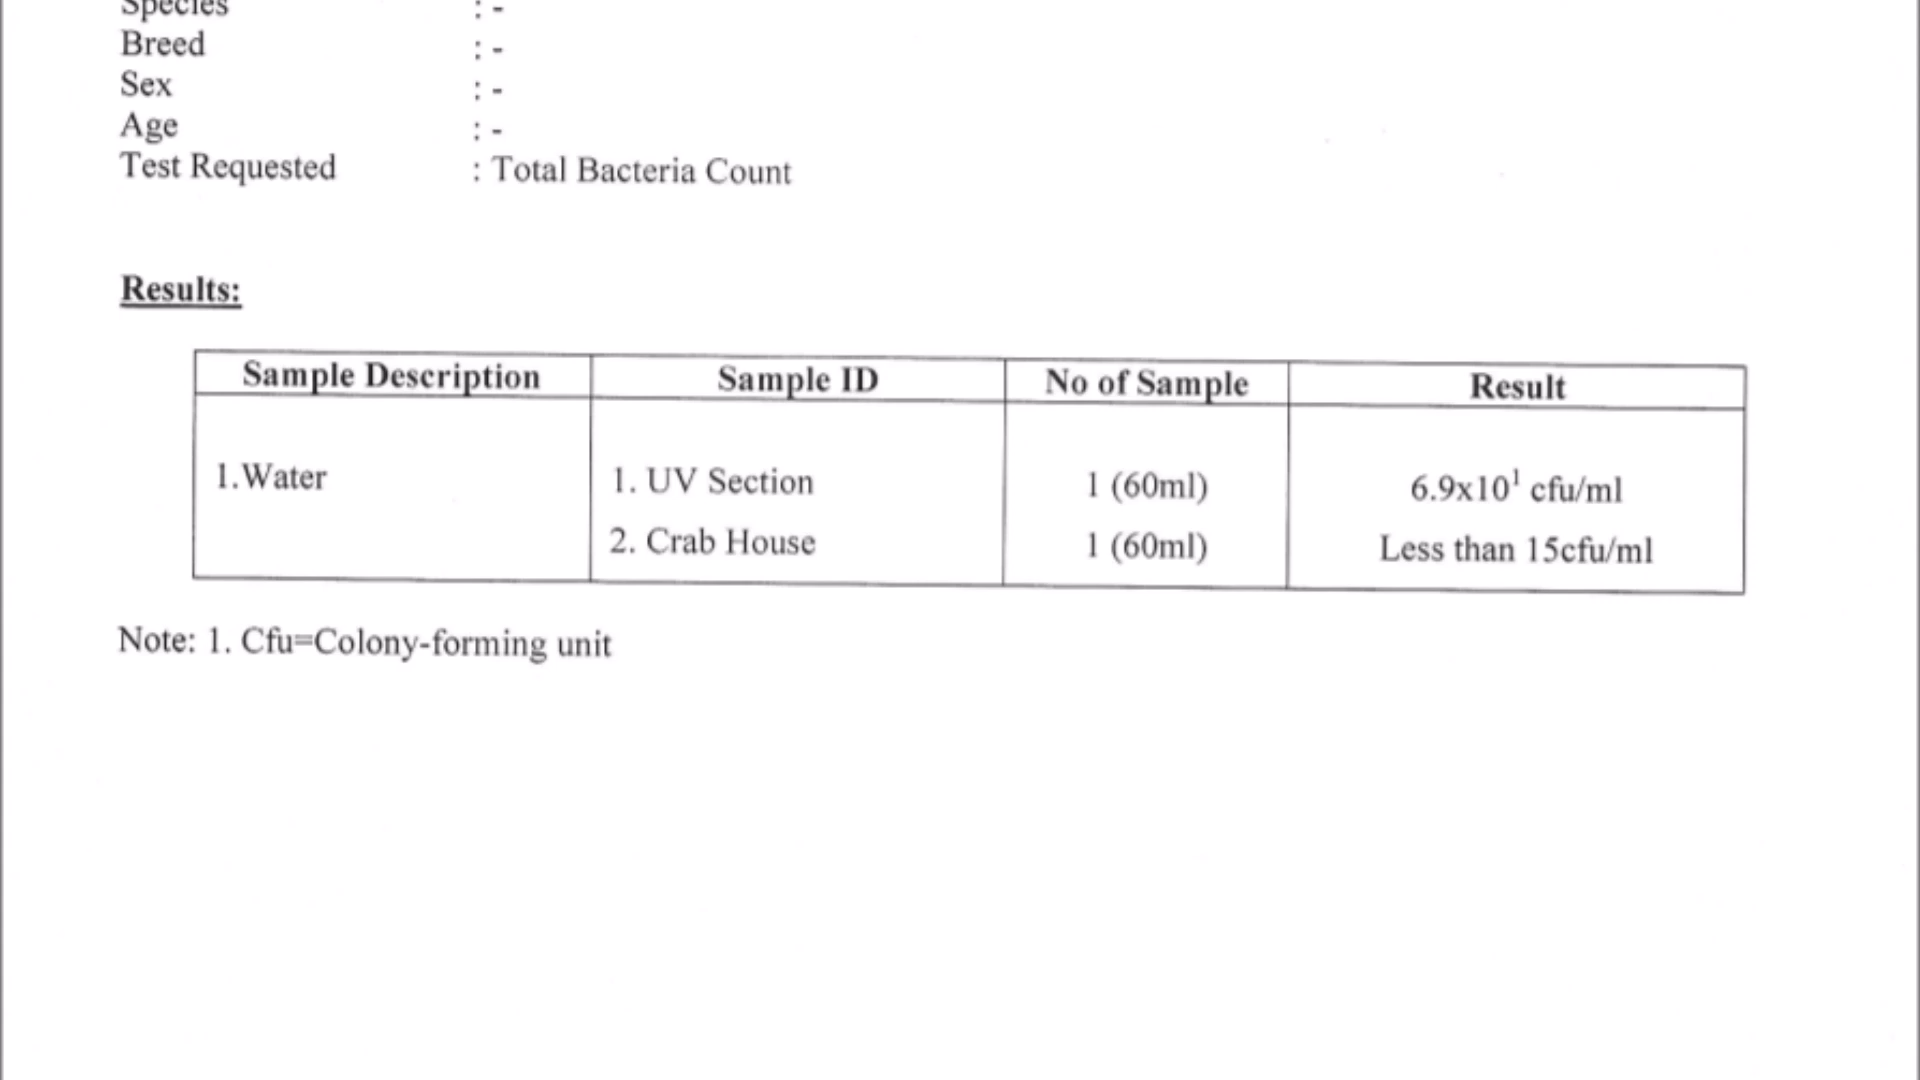 Species : -
Breed : -
Sex : -
Age : -
Test Requested : Total Bacteria Count
Results:
Sample Description Sample ID No of Sample Result
1.Water 1. UV Section 1 (60ml) 6.9x10¹ cfu/ml
2. Crab House 1 (60ml) Less than 15cfu/ml
Note: 1. Cfu=Colony-forming unit